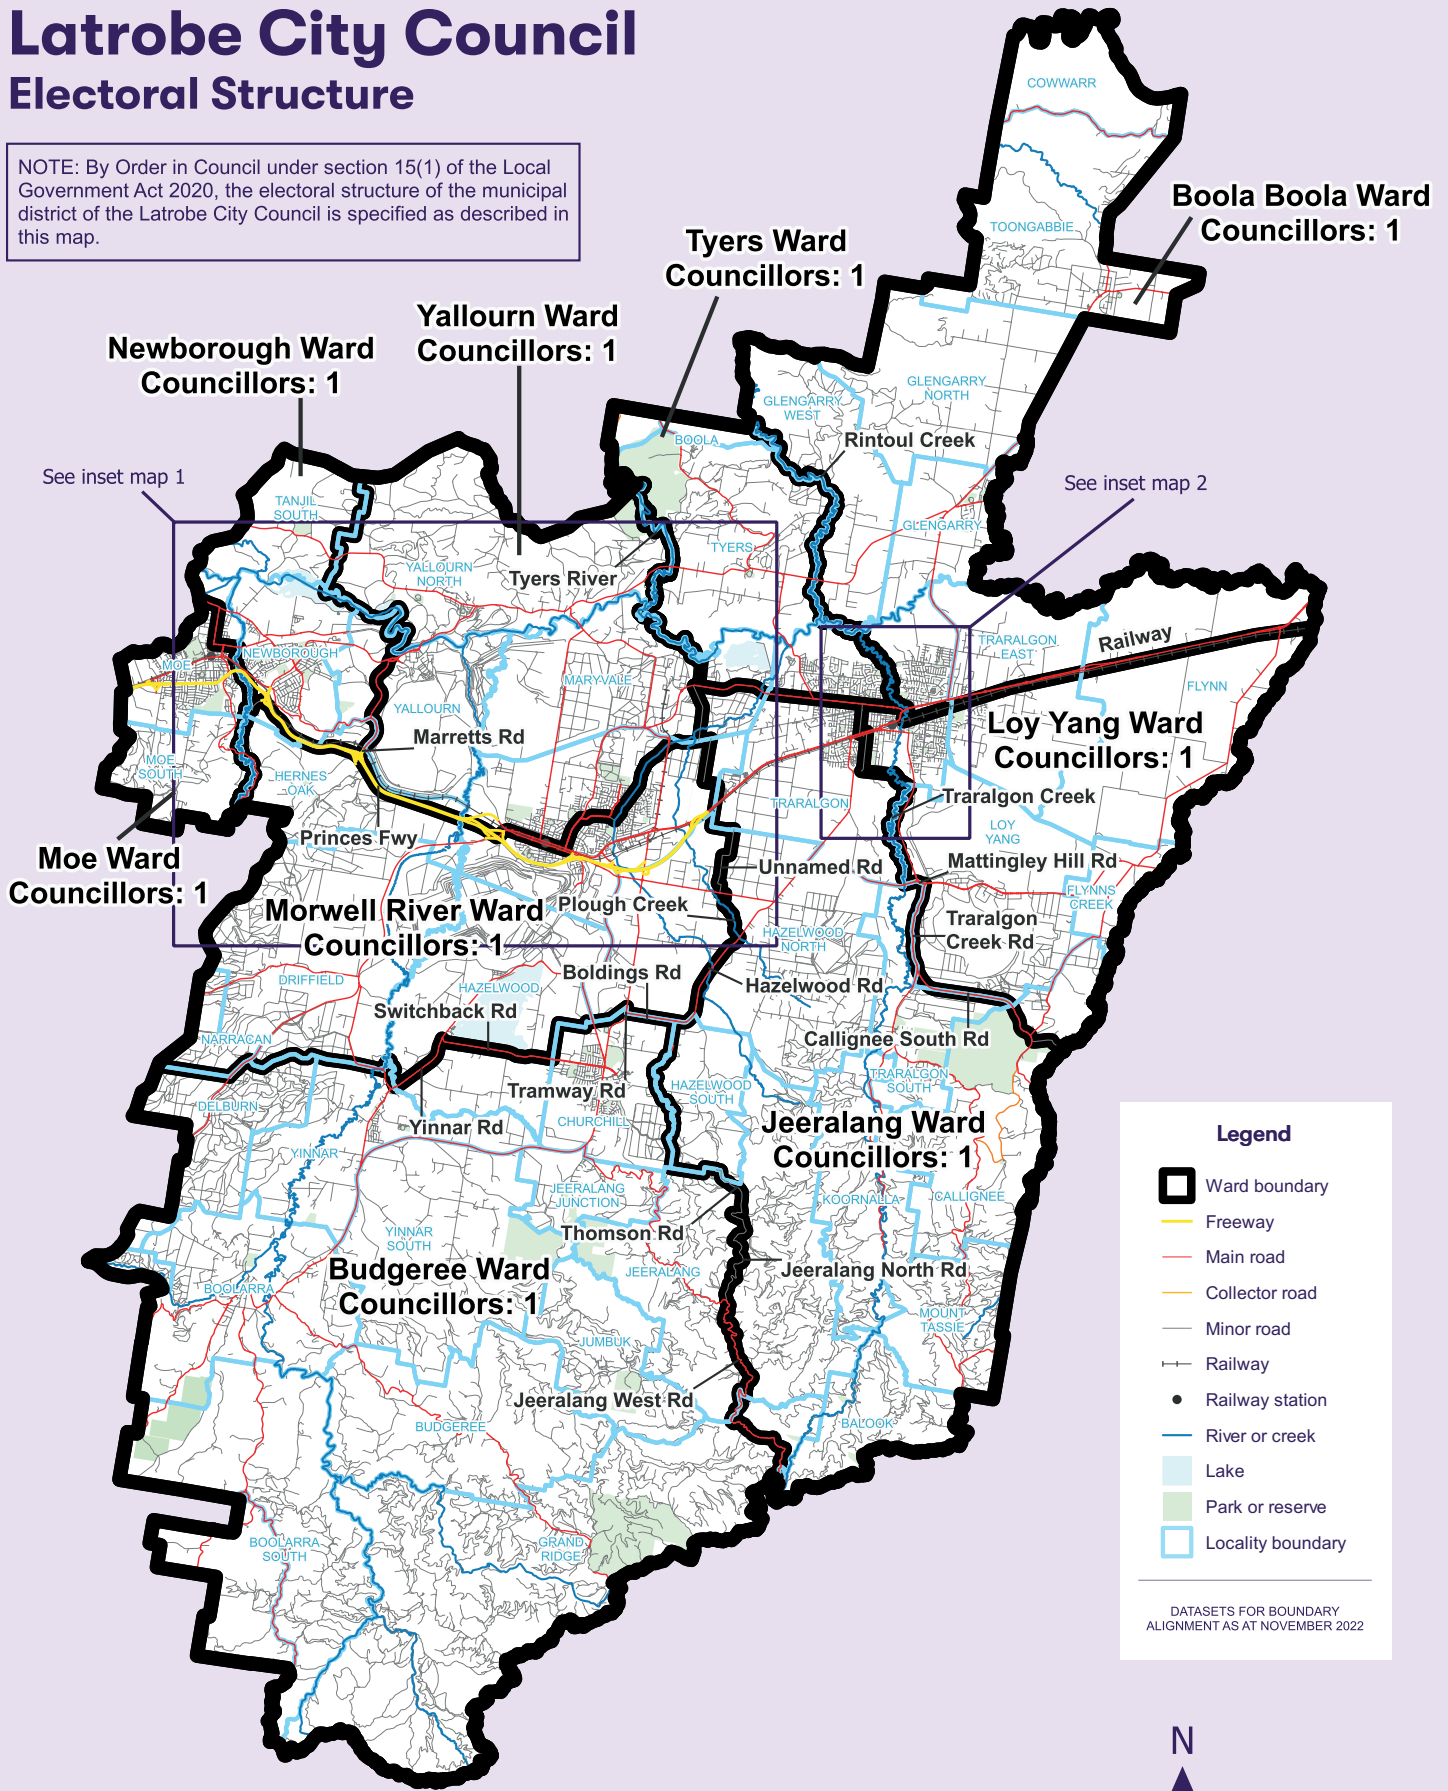 Latrobe City Council
Electoral Structure
NOTE: By Order in Council under section 15(1) of the Local
Government Act 2020, the electoral structure of the municipal
district of the Latrobe City Council is specified as described in
this map.
COWWARR
Boola Boola Ward
Councillors: 1
TOONGABBIE
Tyers Ward
Councillors: 1
Yallourn Ward
Councillors: 1
Newborough Ward
Councillors: 1
GLENGARRY
NORTH
GLENGARRY
WEST
BOOLA
Rintoul Creek
See inset map 1
See inset map 2
TANJIL
SOUTH
GLENGARRY
TYERS
YALLOURN
NORTH
Tyers River
Railway
TRARALGON
EAST
NEWBOROUGH
MOE
MARYVALE
FLYNN
YALLOURN
Loy Yang Ward
Councillors: 1
Marretts Rd
MOE
SOUTH
HERNES
OAK
Traralgon Creek
TRARALGON
LOY
YANG
Princes Fwy
Moe Ward
Councillors: 1
Mattingley Hill Rd
Unnamed Rd
FLYNNS
CREEK
Morwell River Ward
Councillors: 1
Plough Creek
Traralgon
Creek Rd
HAZELWOOD
NORTH
DRIFFIELD
Boldings Rd
HAZELWOOD
Hazelwood Rd
Switchback Rd
NARRACAN
Callignee South Rd
TRARALGON
SOUTH
Tramway Rd
HAZELWOOD
SOUTH
DELBURN
Yinnar Rd
CHURCHILL
Jeeralang Ward
Councillors: 1
YINNAR
JEERALANG
JUNCTION
KOORNALLA
CALLIGNEE
YINNAR
SOUTH
Thomson Rd
Budgeree Ward
Councillors: 1
JEERALANG
Jeeralang North Rd
BOOLARRA
MOUNT
TASSIE
JUMBUK
Jeeralang West Rd
BUDGEREE
BALOOK
BOOLARRA
SOUTH
GRAND
RIDGE
Legend
Ward boundary
Freeway
Main road
Collector road
Minor road
Railway
Railway station
River or creek
Lake
Park or reserve
Locality boundary
DATASETS FOR BOUNDARY
ALIGNMENT AS AT NOVEMBER 2022
N